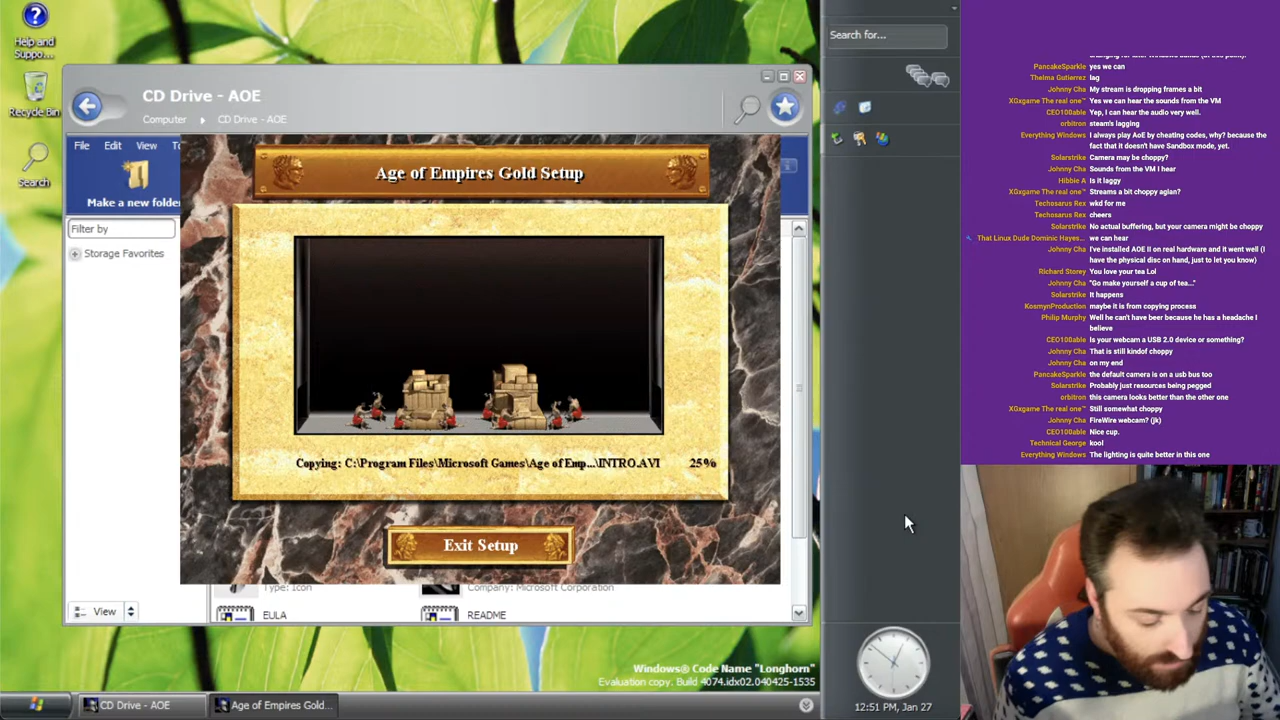 Help and
Suppo...
Recycle Bin
Search
CD Drive - AOE
Computer
CD Drive - AOE
File
Edit
View
Make a new folder
Filter by
Storage Favorites
View
Age of Empires Gold Setup
Copying: C:\Program Files\Microsoft Games\Age of Emp...\INTRO.AVI
25%
Exit Setup
Type: Icon
Company: Microsoft Corporation
EULA
README
Windows® Code Name "Longhorn"
Evaluation copy. Build 4074.idx02.040425-1535
CD Drive - AOE
Age of Empires Gold...
Search for...
12:51 PM, Jan 27
PancakeSparkle yes we can
Thelma Gutierrez lag
Johnny Cha My stream is dropping frames a bit
XGxgame The real one™ Yes we can hear the sounds from the VM
CEO100able Yep, I can hear the audio very well.
orbitron steam's lagging
Everything Windows I always play AoE by cheating codes, why? because the
fact that it doesn't have Sandbox mode, yet.
Solarstrike Camera may be choppy?
Johnny Cha Sounds from the VM I hear
Hibbie A Is it laggy
XGxgame The real one™ Streams a bit choppy agIan?
Techosarus Rex wkd for me
Techosarus Rex cheers
Solarstrike No actual buffering, but your camera might be choppy
That Linux Dude Dominic Hayes... we can hear
Johnny Cha I've installed AOE II on real hardware and it went well (I
have the physical disc on hand, just to let you know)
Richard Storey You love your tea Lol
Johnny Cha "Go make yourself a cup of tea..."
Solarstrike It happens
KosmynProduction maybe it is from copying process
Philip Murphy Well he can't have beer because he has a headache I
believe
CEO100able Is your webcam a USB 2.0 device or something?
Johnny Cha That is still kindof choppy
Johnny Cha on my end
PancakeSparkle the default camera is on a usb bus too
Solarstrike Probably just resources being pegged
orbitron this camera looks better than the other one
XGxgame The real one™ Still somewhat choppy
Johnny Cha FireWire webcam? (jk)
CEO100able Nice cup.
Technical George kool
Everything Windows The lighting is quite better in this one